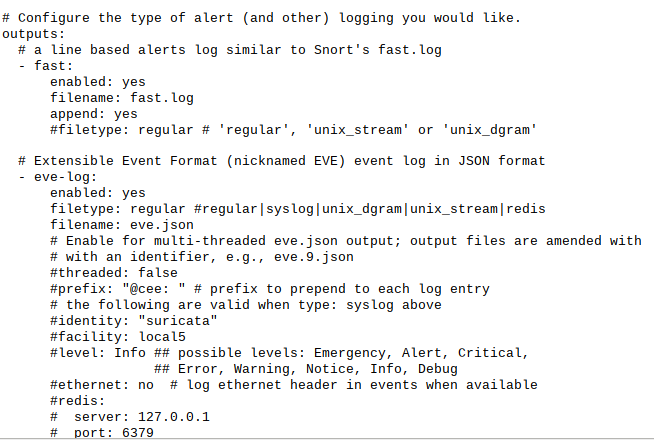 # Configure the type of alert (and other) logging you would like.
outputs:
  # a line based alerts log similar to Snort's fast.log
  - fast:
      enabled: yes
      filename: fast.log
      append: yes
      #filetype: regular # 'regular', 'unix_stream' or 'unix_dgram'

  # Extensible Event Format (nicknamed EVE) event log in JSON format
  - eve-log:
      enabled: yes
      filetype: regular #regular|syslog|unix_dgram|unix_stream|redis
      filename: eve.json
      # Enable for multi-threaded eve.json output; output files are amended with
      # with an identifier, e.g., eve.9.json
      #threaded: false
      #prefix: "@cee: " # prefix to prepend to each log entry
      # the following are valid when type: syslog above
      #identity: "suricata"
      #facility: local5
      #level: Info ## possible levels: Emergency, Alert, Critical,
                   ## Error, Warning, Notice, Info, Debug
      #ethernet: no  # log ethernet header in events when available
      #redis:
      #  server: 127.0.0.1
      #  port: 6379